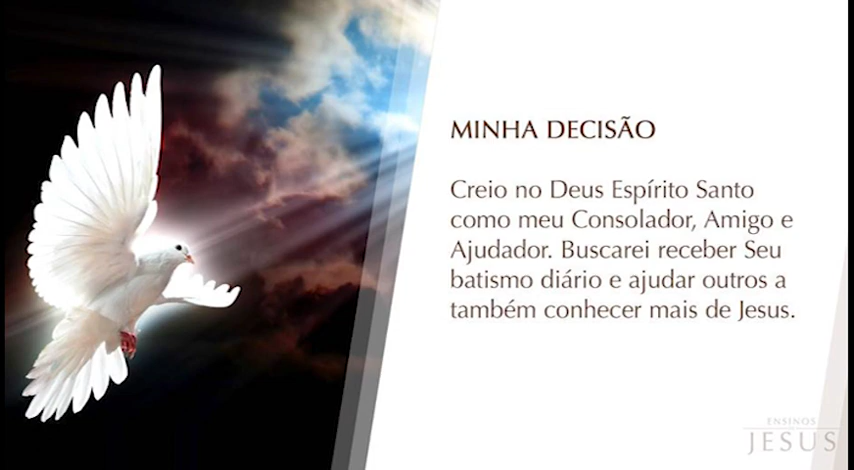 MINHA DECISÃO
Creio no Deus Espírito Santo
como meu Consolador, Amigo e
Ajudador. Buscarei receber Seu
batismo diário e ajudar outros a
também conhecer mais de Jesus.
ENSINOS
JESUS